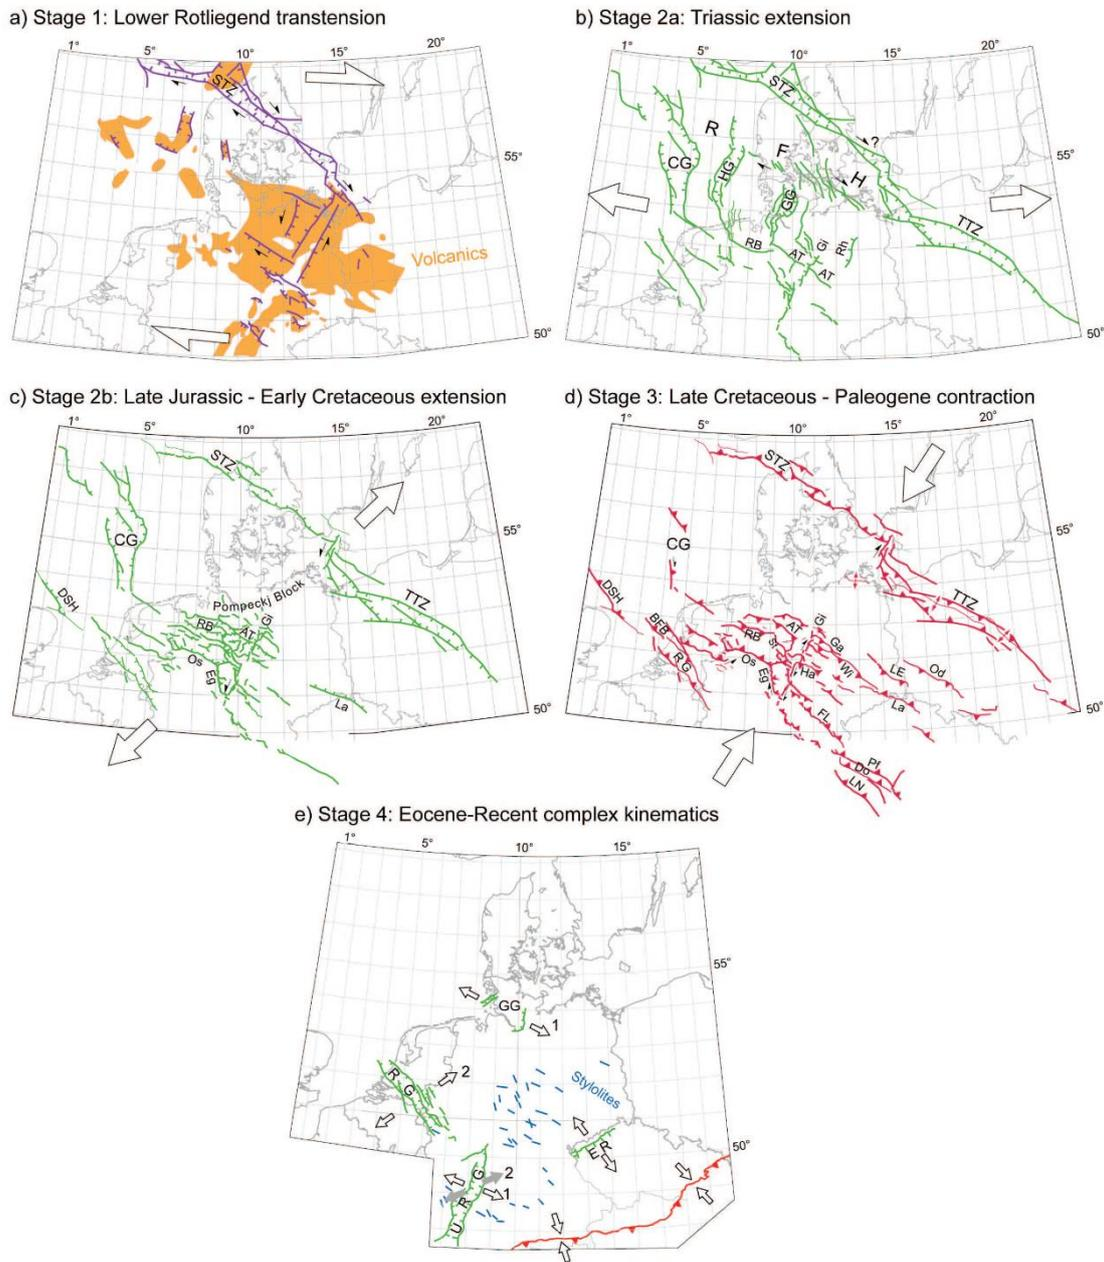 a) Stage 1: Lower Rotliegend transtension
1° 5° 10° 15° 20°
STZ
55°
Volcanics
50°
b) Stage 2a: Triassic extension
1° 5° 10° 15° 20°
STZ
R
F
?
55°
CG
HG
H
GG
TTZ
RB
AT
Gl
Rh
AT
50°
c) Stage 2b: Late Jurassic - Early Cretaceous extension
1° 5° 10° 15° 20°
STZ
CG
55°
DSH
Pompeckj Block
TTZ
RB
AT
Gl
Os
Eg
La
50°
d) Stage 3: Late Cretaceous - Paleogene contraction
1° 5° 10° 15° 20°
STZ
CG
55°
DSH
TTZ
BFB
RB
AT
Gl
Ga
RG
Os
Eg
Ha
Wi
LE
Od
La
FL
50°
Pf
Do
LN
e) Stage 4: Eocene-Recent complex kinematics
1° 5° 10° 15°
55°
GG
1
2
RG
Stylolites
ER
50°
2
1
URG